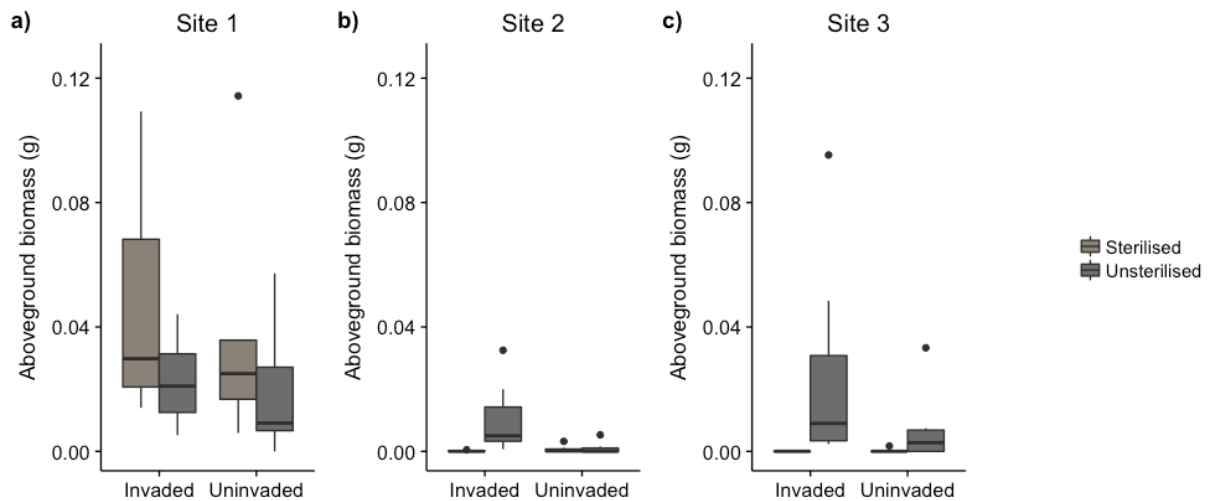 a)
Site 1
Aboveground biomass (g)
0.12
0.08
0.04
0.00
Invaded Uninvaded
b)
Site 2
Aboveground biomass (g)
0.12
0.08
0.04
0.00
Invaded Uninvaded
c)
Site 3
Aboveground biomass (g)
0.12
0.08
0.04
0.00
Invaded Uninvaded
Sterilised
Unsterilised